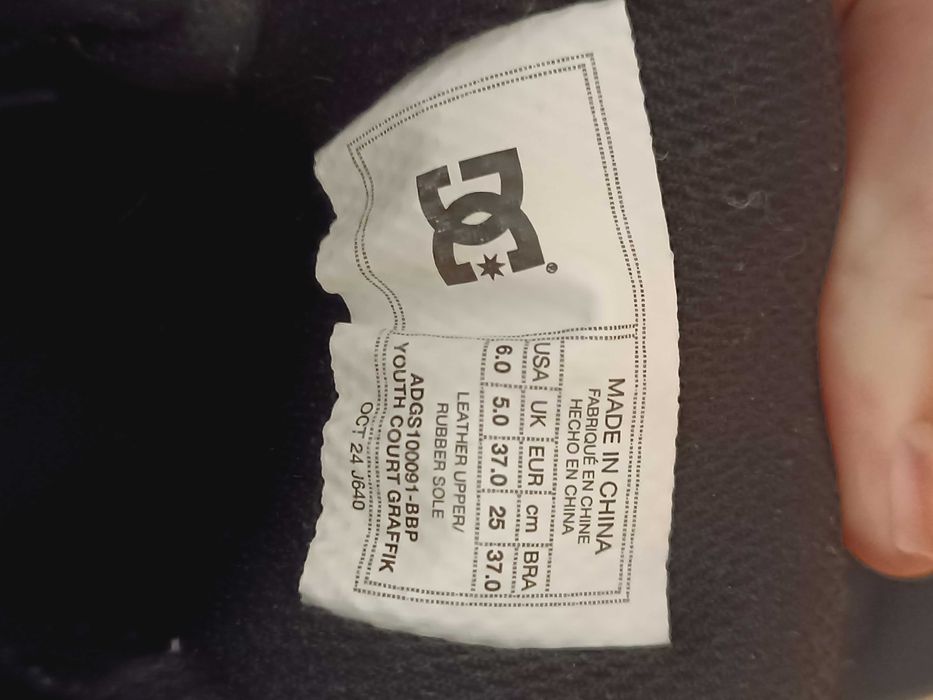 DC®
MADE IN CHINA
FABRIQUÉ EN CHINE
HECHO EN CHINA
USA UK EUR cm BRA
6.0 5.0 37.0 25 37.0
LEATHER UPPER/
RUBBER SOLE
ADGS100091-BBP
YOUTH COURT GRAFFIK
OCT 24 J640